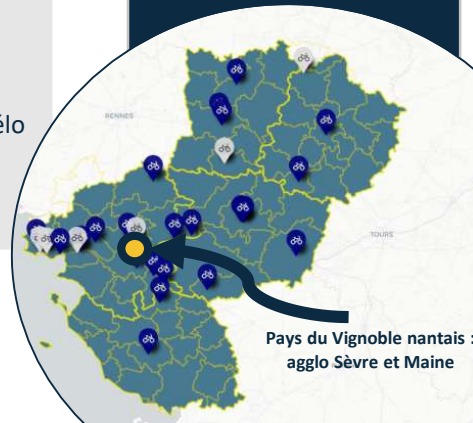 élo
RENNES
TOURS
Pays du Vignoble nantais :
agglo Sèvre et Maine